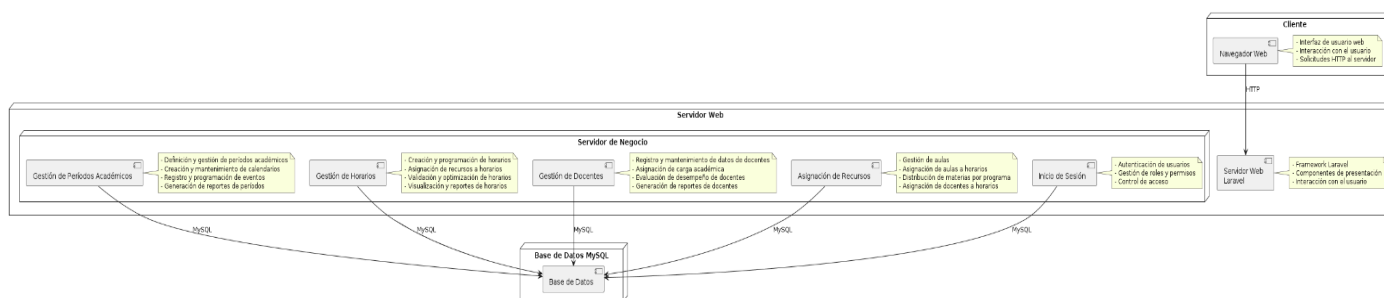 Cliente
Navegador Web
- Interfaz de usuario web
- Interacción con el usuario
- Solicitudes HTTP al servidor
HTTP
Servidor Web
Servidor de Negocio
Gestión de Períodos Académicos
- Definición y gestión de períodos académicos
- Creación y mantenimiento de calendarios
- Registro y programación de eventos
- Generación de reportes de períodos
Gestión de Horarios
- Creación y programación de horarios
- Asignación de recursos a horarios
- Validación y optimización de horarios
- Visualización y reportes de horarios
Gestión de Docentes
- Registro y mantenimiento de datos de docentes
- Asignación de carga académica
- Evaluación de desempeño de docentes
- Generación de reportes de docentes
Asignación de Recursos
- Gestión de aulas
- Asignación de aulas a horarios
- Distribución de materias por programa
- Asignación de docentes a horarios
Inicio de Sesión
- Autenticación de usuarios
- Gestión de roles y permisos
- Control de acceso
Servidor Web
Laravel
- Framework Laravel
- Componentes de presentación
- Interacción con el usuario
MySQL
MySQL
MySQL
MySQL
MySQL
Base de Datos MySQL
Base de Datos